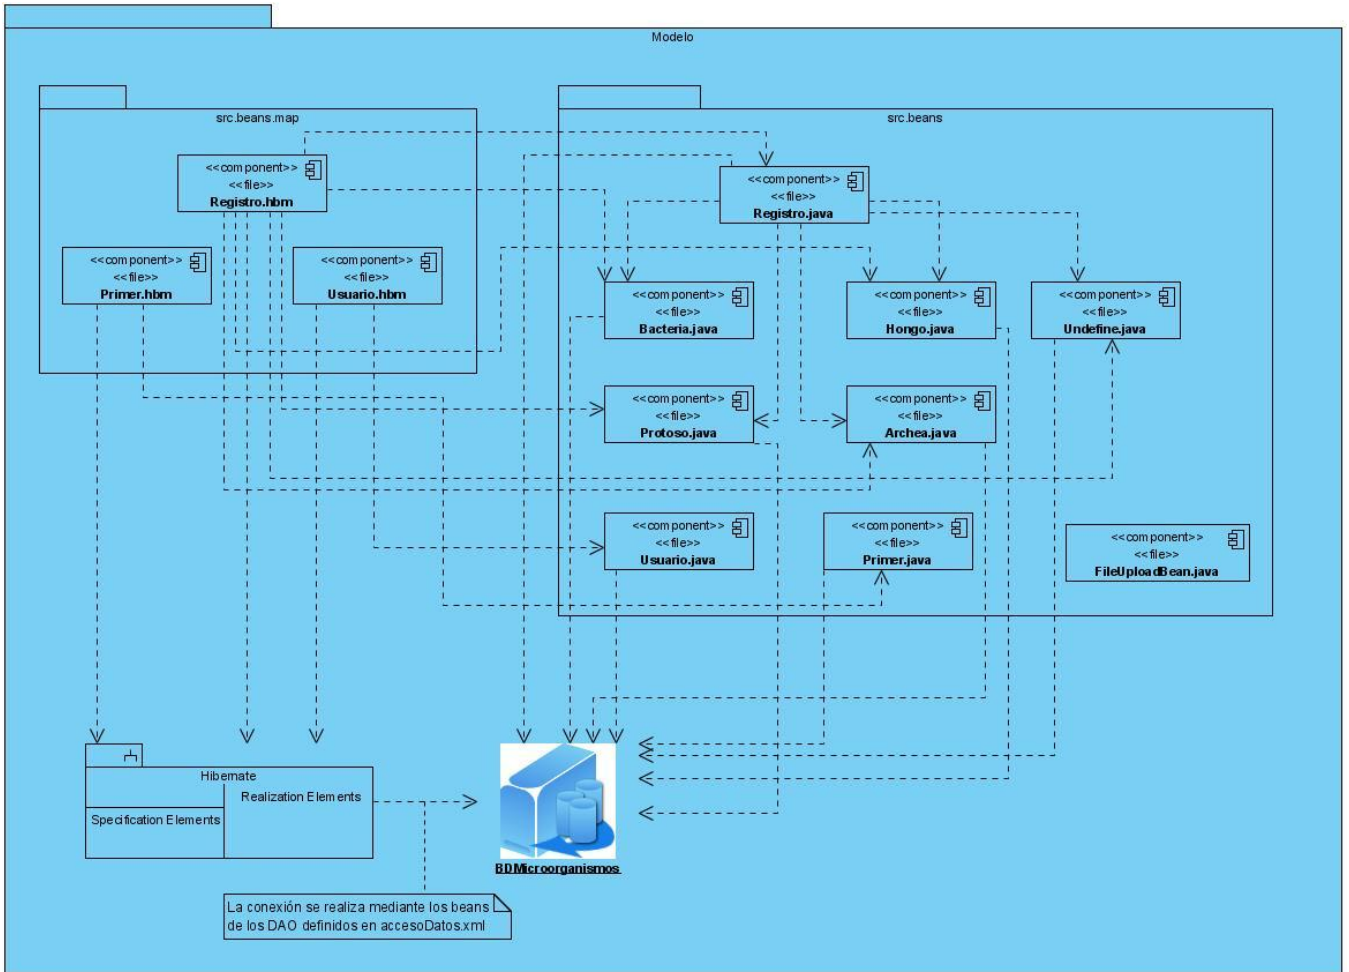 Modelo
src.beans.map
<<component>>
<<file>>
Registro.hbm
<<component>>
<<file>>
Primer.hbm
<<component>>
<<file>>
Usuario.hbm
src.beans
<<component>>
<<file>>
Registro.java
<<component>>
<<file>>
Bacteria.java
<<component>>
<<file>>
Hongo.java
<<component>>
<<file>>
Undefine.java
<<component>>
<<file>>
Protoso.java
<<component>>
<<file>>
Archea.java
<<component>>
<<file>>
Usuario.java
<<component>>
<<file>>
Primer.java
<<component>>
<<file>>
FileUploadBean.java
Hibernate
Realization Elements
Specification Elements
BDMicroorganismos
La conexión se realiza mediante los beans
de los DAO definidos en accesoDatos.xml